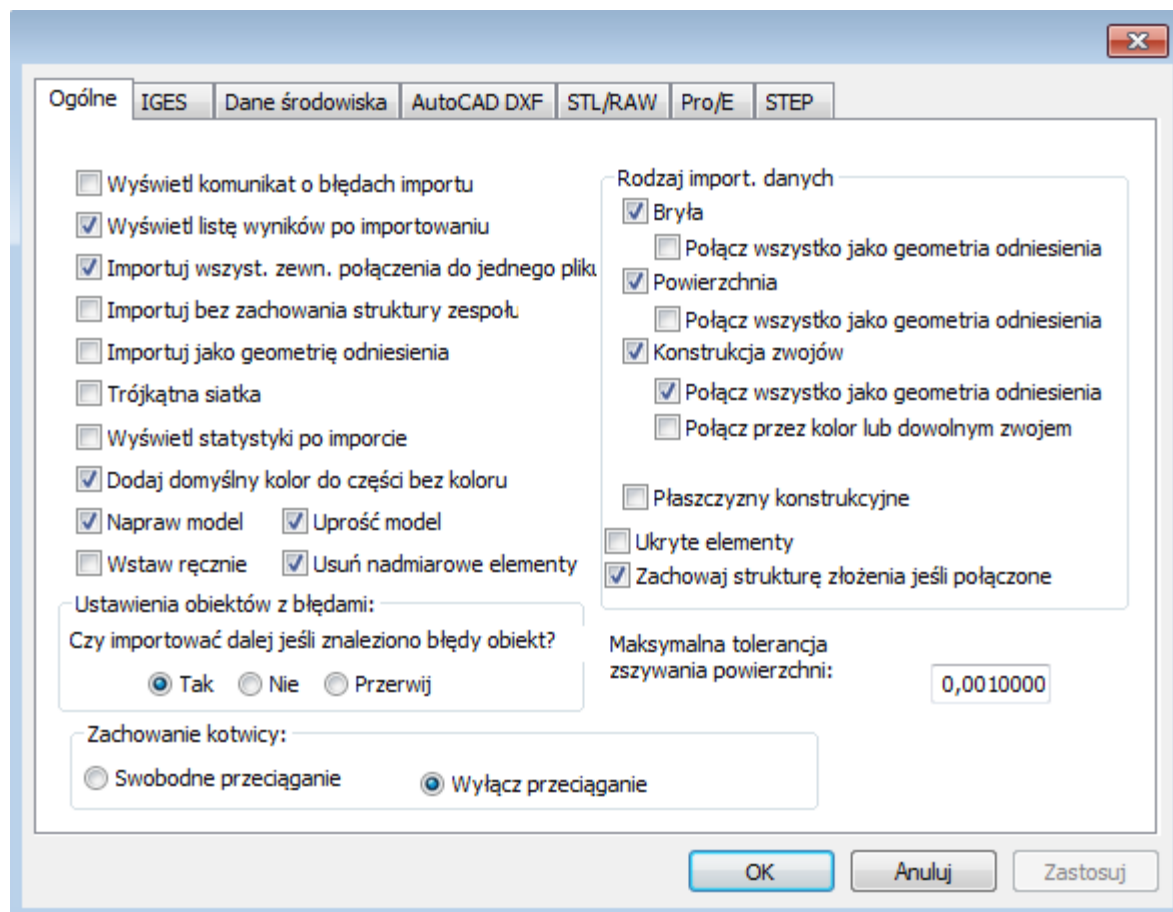 Ogólne IGES Dane środowiska AutoCAD DXF STL/RAW Pro/E STEP
Wyświetl komunikat o błędach importu
Wyświetl listę wyników po importowaniu
Importuj wszyst. zewn. połączenia do jednego pliku
Importuj bez zachowania struktury zespołu
Importuj jako geometrię odniesienia
Trójkątna siatka
Wyświetl statystyki po imporcie
Dodaj domyślny kolor do części bez koloru
Napraw model Uprość model
Wstaw ręcznie Usuń nadmiarowe elementy
Ustawienia obiektów z błędami:
Czy importować dalej jeśli znaleziono błędy obiekt?
Tak Nie Przerwij
Rodzaj import. danych
Bryła
Połącz wszystko jako geometria odniesienia
Powierzchnia
Połącz wszystko jako geometria odniesienia
Konstrukcja zwojów
Połącz wszystko jako geometria odniesienia
Połącz przez kolor lub dowolnym zwojem
Płaszczyzny konstrukcyjne
Ukryte elementy
Zachowaj strukturę złożenia jeśli połączone
Maksymalna tolerancja
zszywania powierzchni:
0,0010000
Zachowanie kotwicy:
Swobodne przeciąganie Wyłącz przeciąganie
OK Anuluj Zastosuj